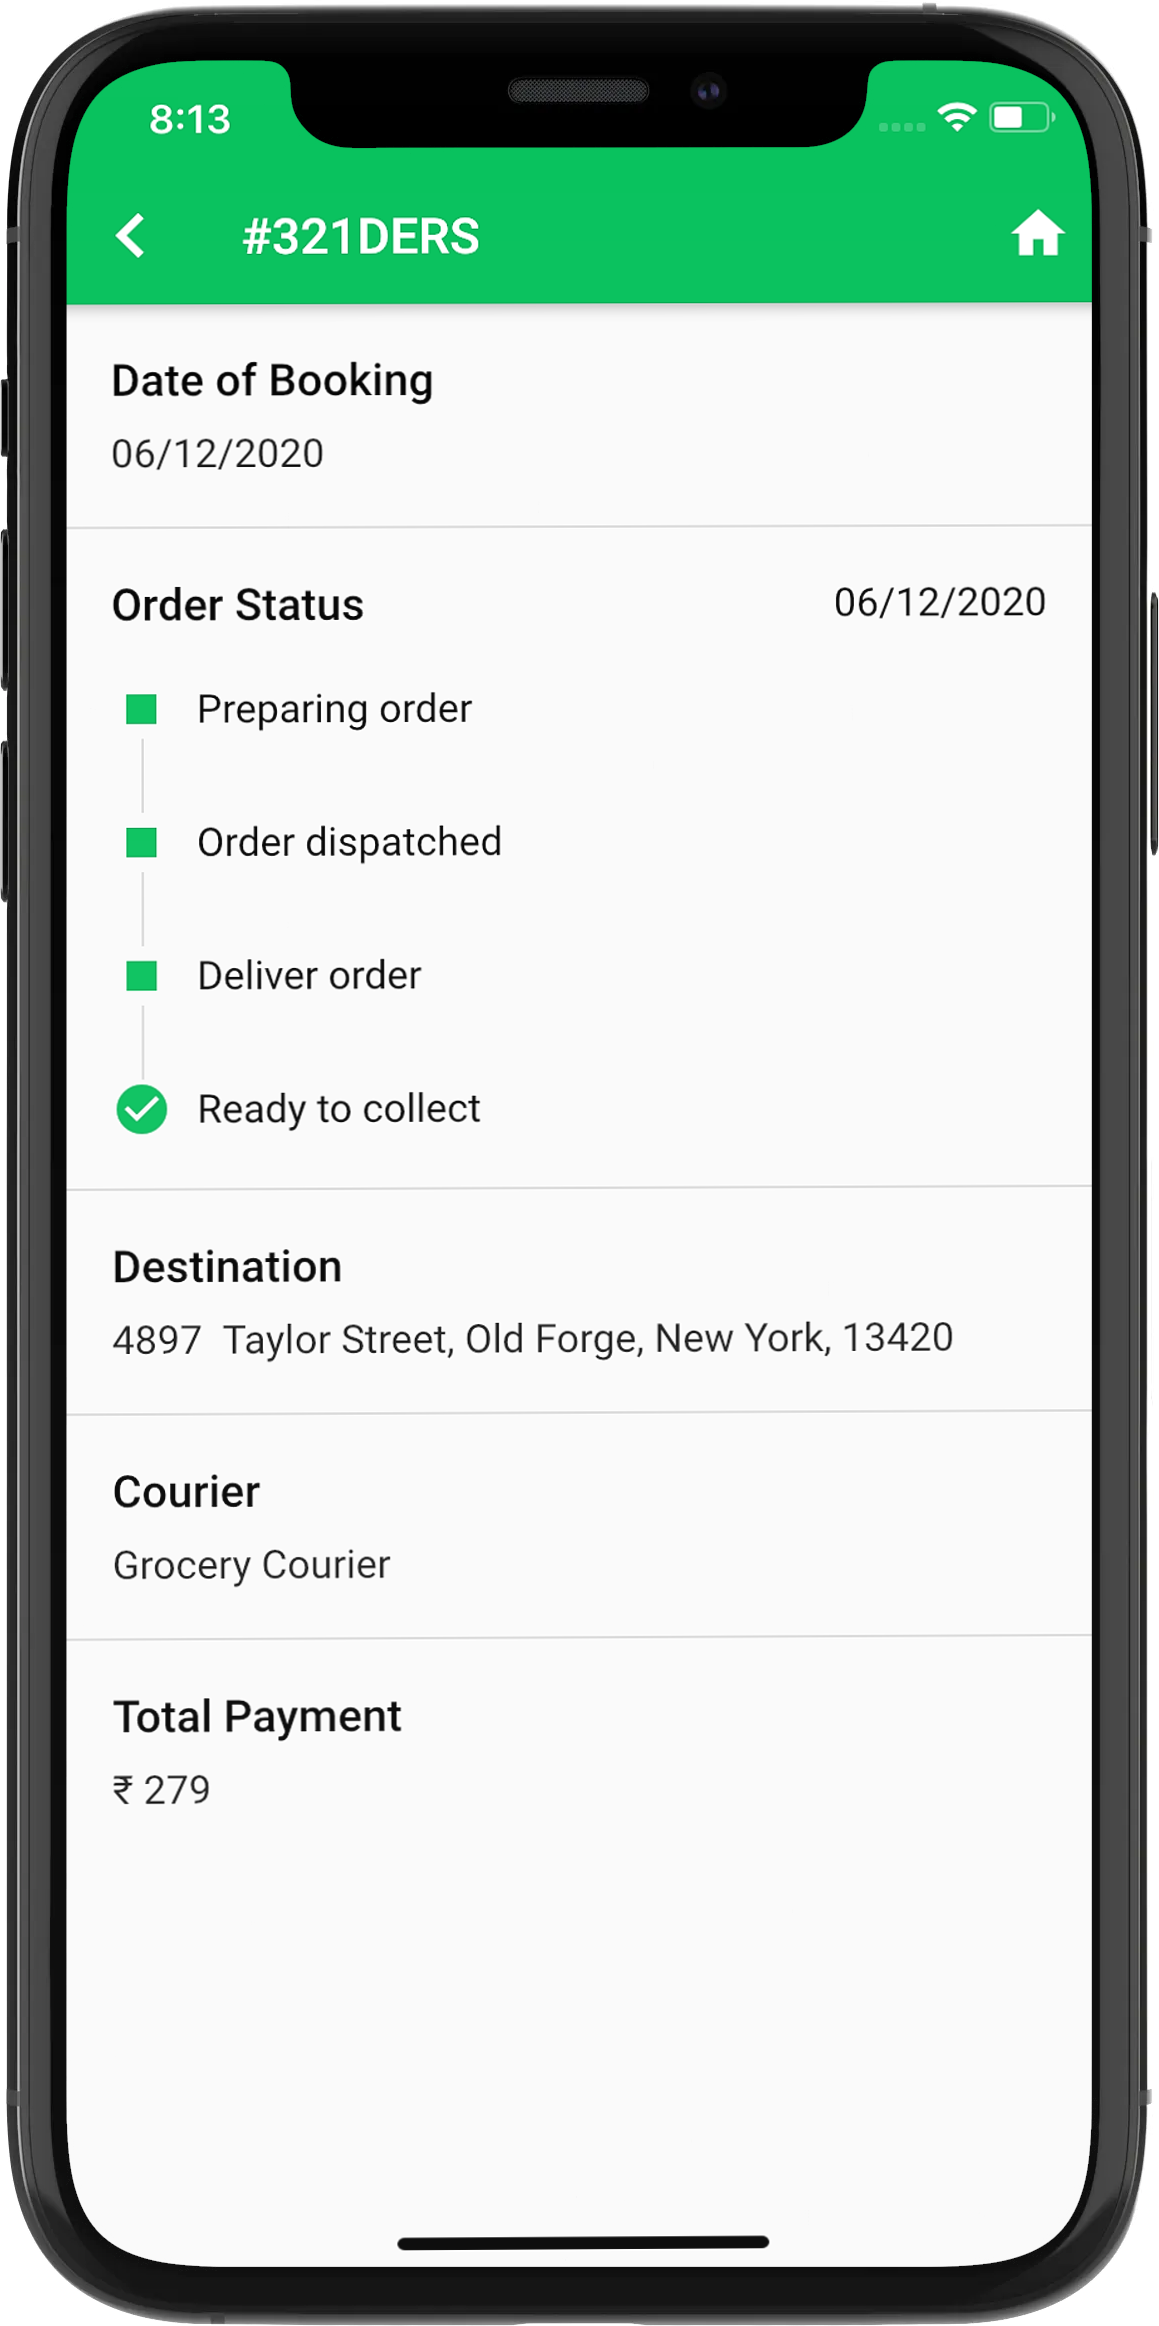 8:13
#321DERS
Date of Booking
06/12/2020
Order Status
06/12/2020
Preparing order
Order dispatched
Deliver order
Ready to collect
Destination
4897  Taylor Street, Old Forge, New York, 13420
Courier
Grocery Courier
Total Payment
₹ 279